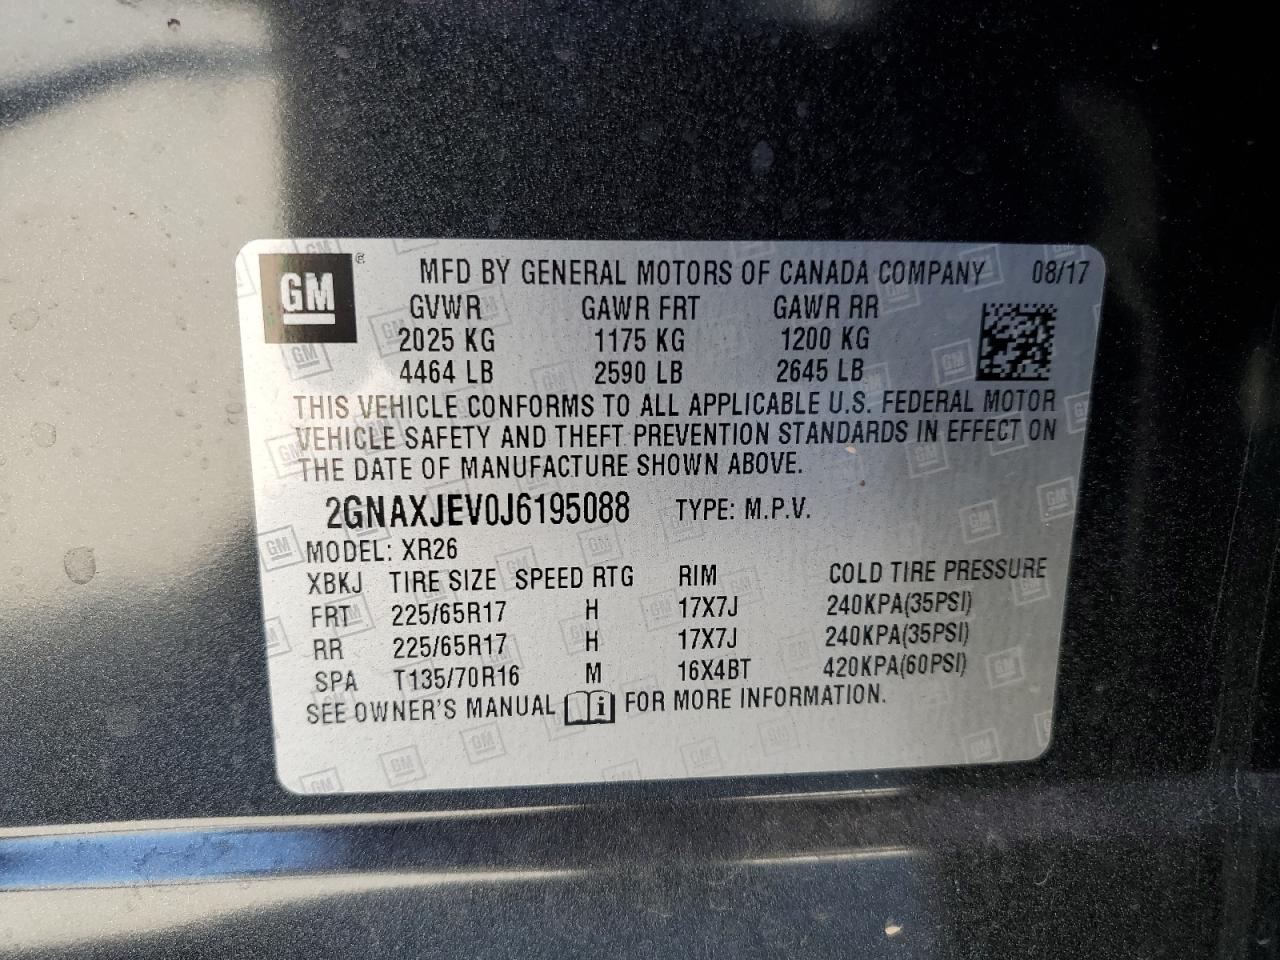 GM © MFD BY GENERAL MOTORS OF CANADA COMPANY 08/17
GVWR GAWR FRT GAWR RR
2025 KG 1175 KG 1200 KG
4464 LB 2590 LB 2645 LB
THIS VEHICLE CONFORMS TO ALL APPLICABLE U.S. FEDERAL MOTOR
VEHICLE SAFETY AND THEFT PREVENTION STANDARDS IN EFFECT ON
THE DATE OF MANUFACTURE SHOWN ABOVE.
2GNAXJEV0J6195088 TYPE: M.P.V.
MODEL: XR26
XBKJ TIRE SIZE SPEED RTG RIM COLD TIRE PRESSURE
FRT 225/65R17 H 17X7J 240KPA(35PSI)
RR 225/65R17 H 17X7J 240KPA(35PSI)
SPA T135/70R16 M 16X4BT 420KPA(60PSI)
SEE OWNER'S MANUAL i FOR MORE INFORMATION.